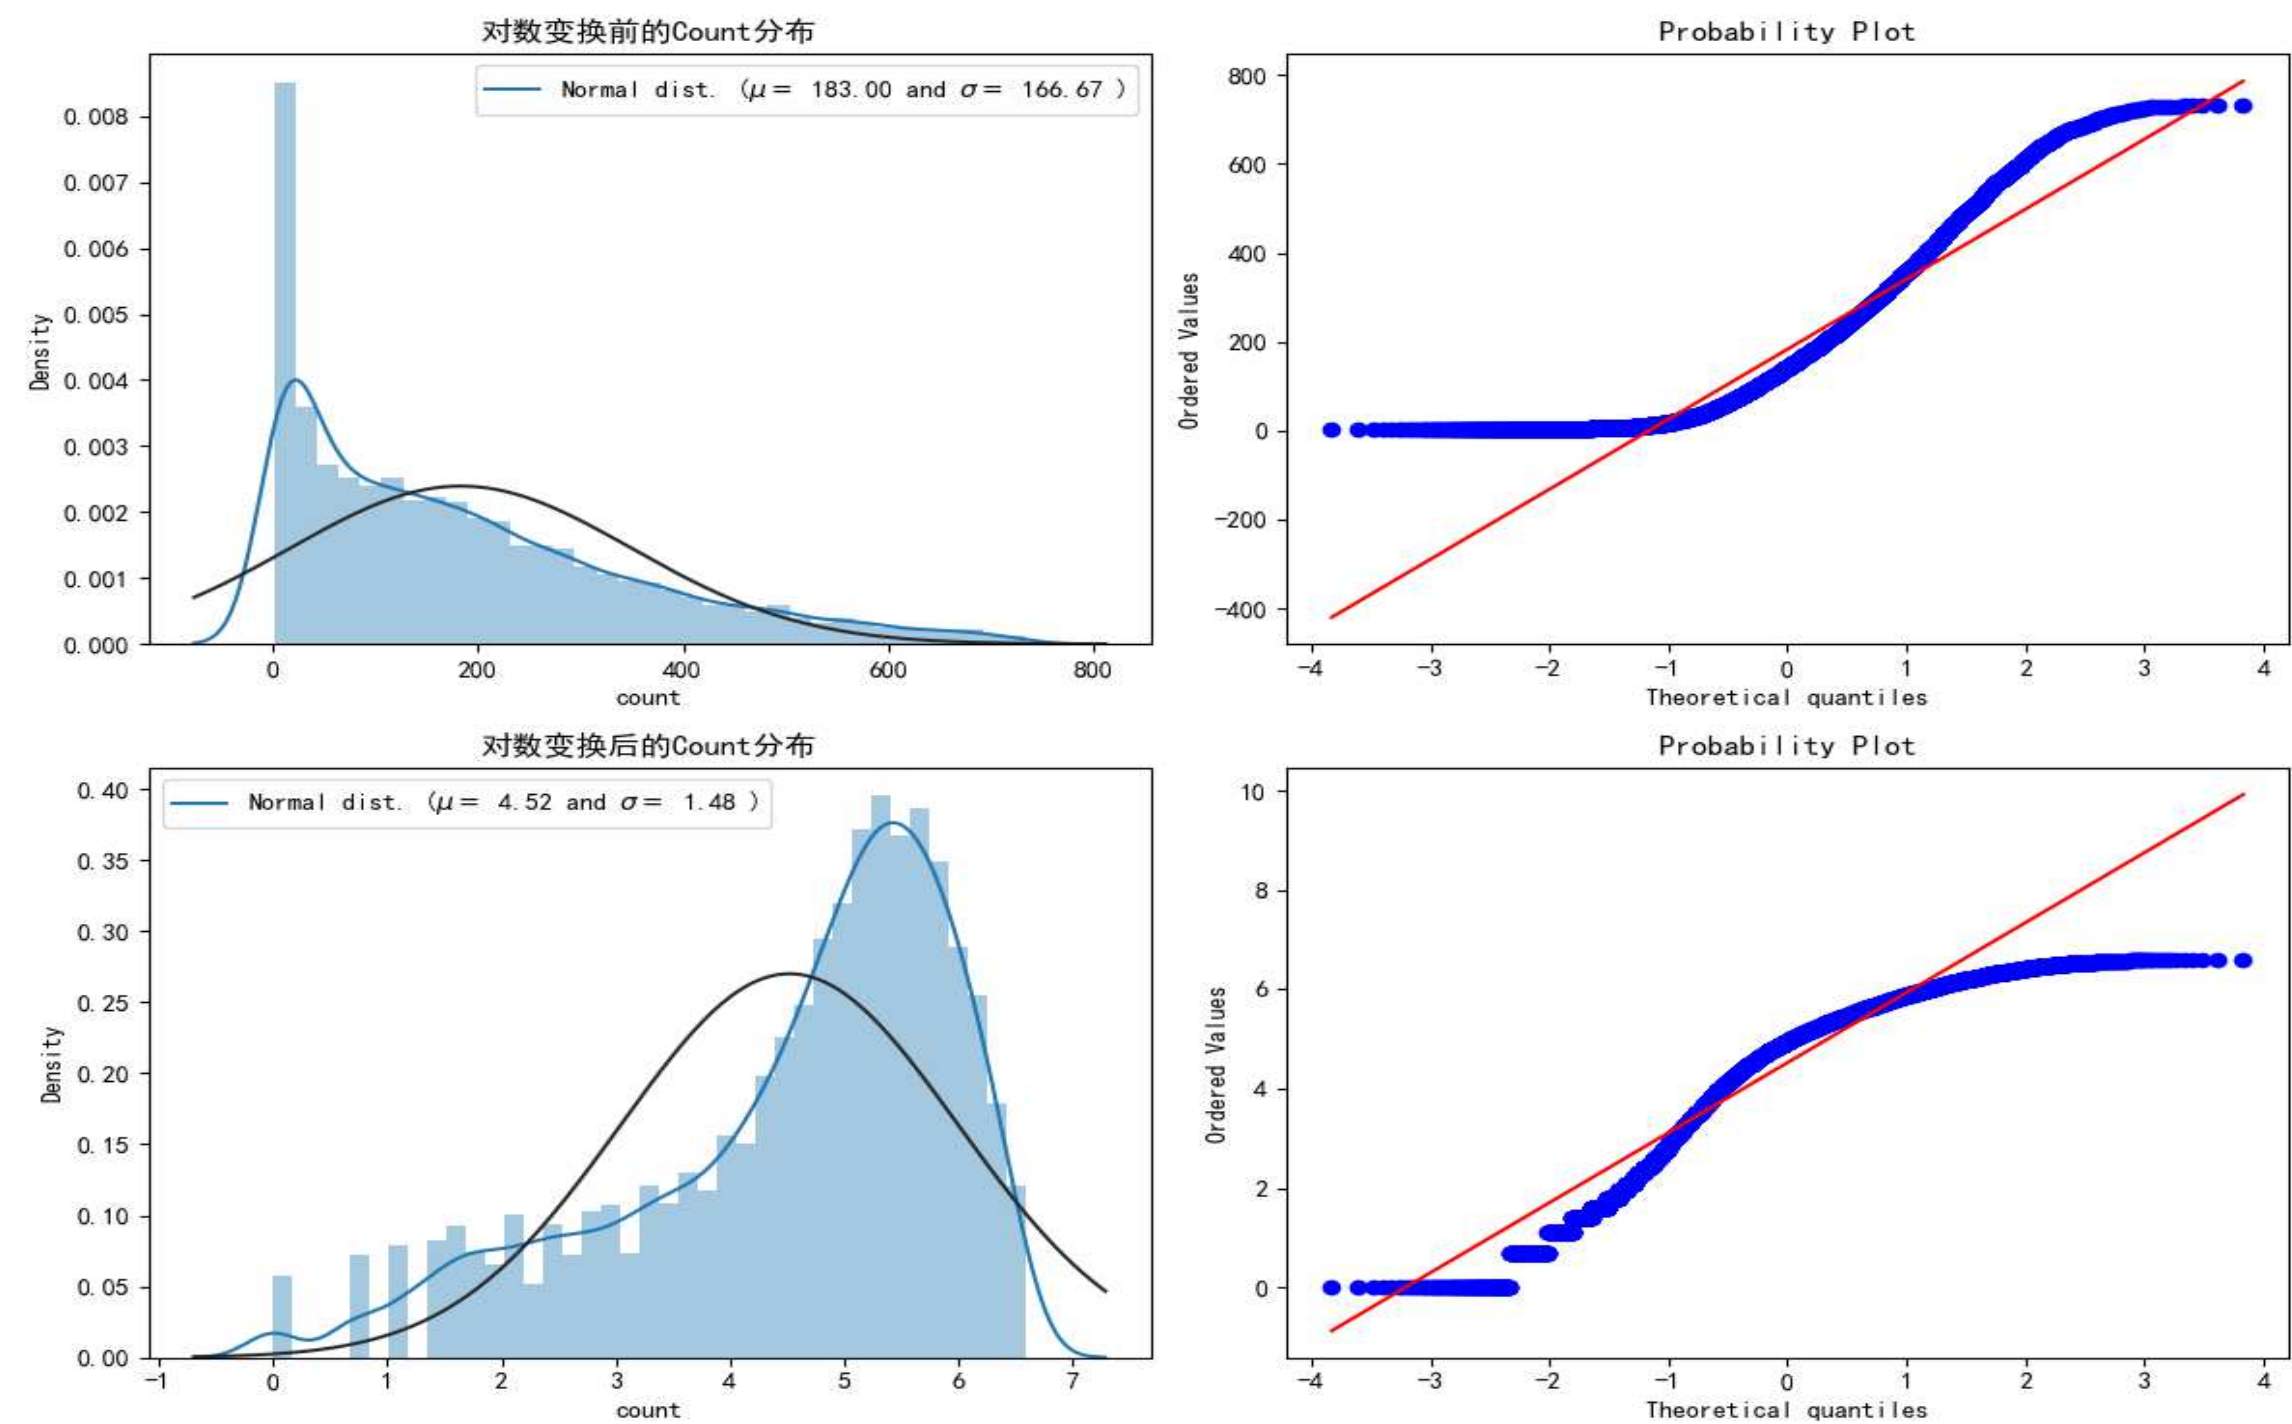 对数变换前的Count分布
Normal dist. (μ= 183.00 and σ= 166.67 )
Density
0.008
0.007
0.006
0.005
0.004
0.003
0.002
0.001
0.000
0 200 400 600 800
count
Probability Plot
Ordered Values
800
600
400
200
0
−200
−400
−4 −3 −2 −1 0 1 2 3 4
Theoretical quantiles
对数变换后的Count分布
Normal dist. (μ= 4.52 and σ= 1.48 )
Density
0.40
0.35
0.30
0.25
0.20
0.15
0.10
0.05
0.00
−1 0 1 2 3 4 5 6 7
count
Probability Plot
Ordered Values
10
8
6
4
2
0
−4 −3 −2 −1 0 1 2 3 4
Theoretical quantiles